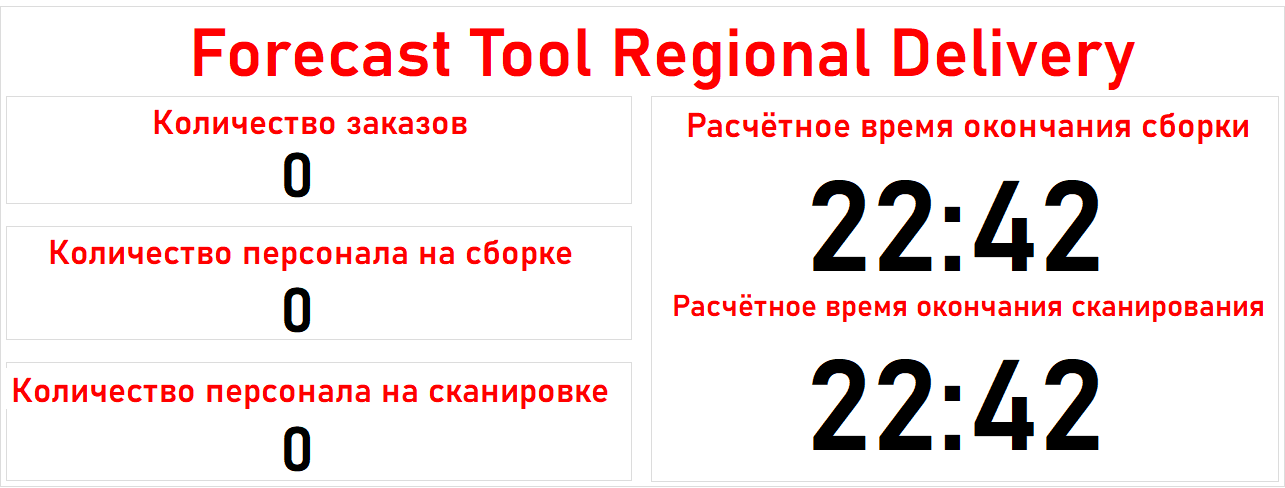 Forecast Tool Regional Delivery
Количество заказов
0
Количество персонала на сборке
0
Количество персонала на сканировке
0
Расчётное время окончания сборки
22:42
Расчётное время окончания сканирования
22:42